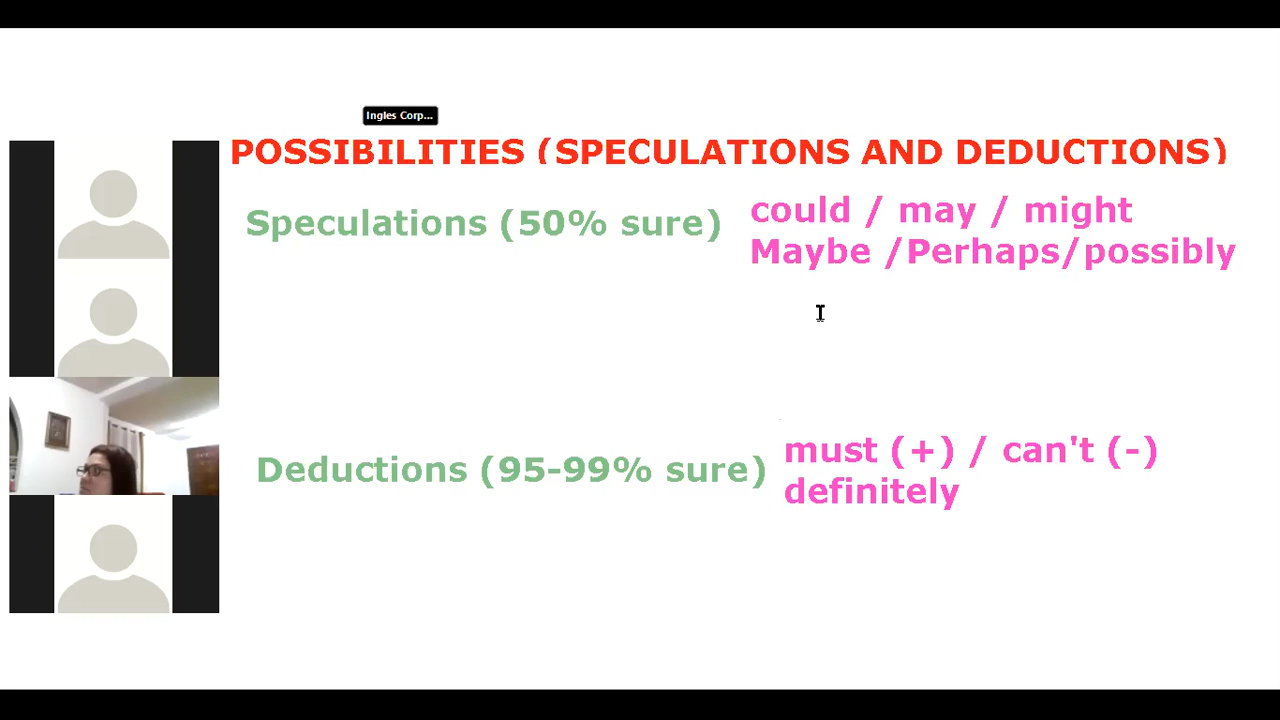 Ingles Corp...
POSSIBILITIES (SPECULATIONS AND DEDUCTIONS)
Speculations (50% sure)
could / may / might
Maybe /Perhaps/possibly
Deductions (95-99% sure)
must (+) / can't (-)
definitely